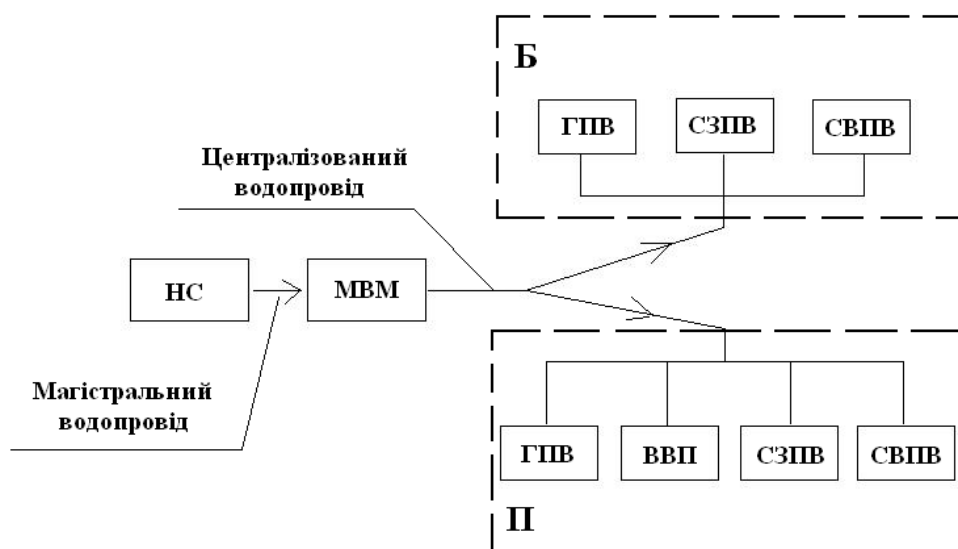 Б
ГПВ
СЗПВ
СВПВ
Централізований
водопровід
НС
МВМ
Магістральний
водопровід
ГПВ
ВВП
СЗПВ
СВПВ
П